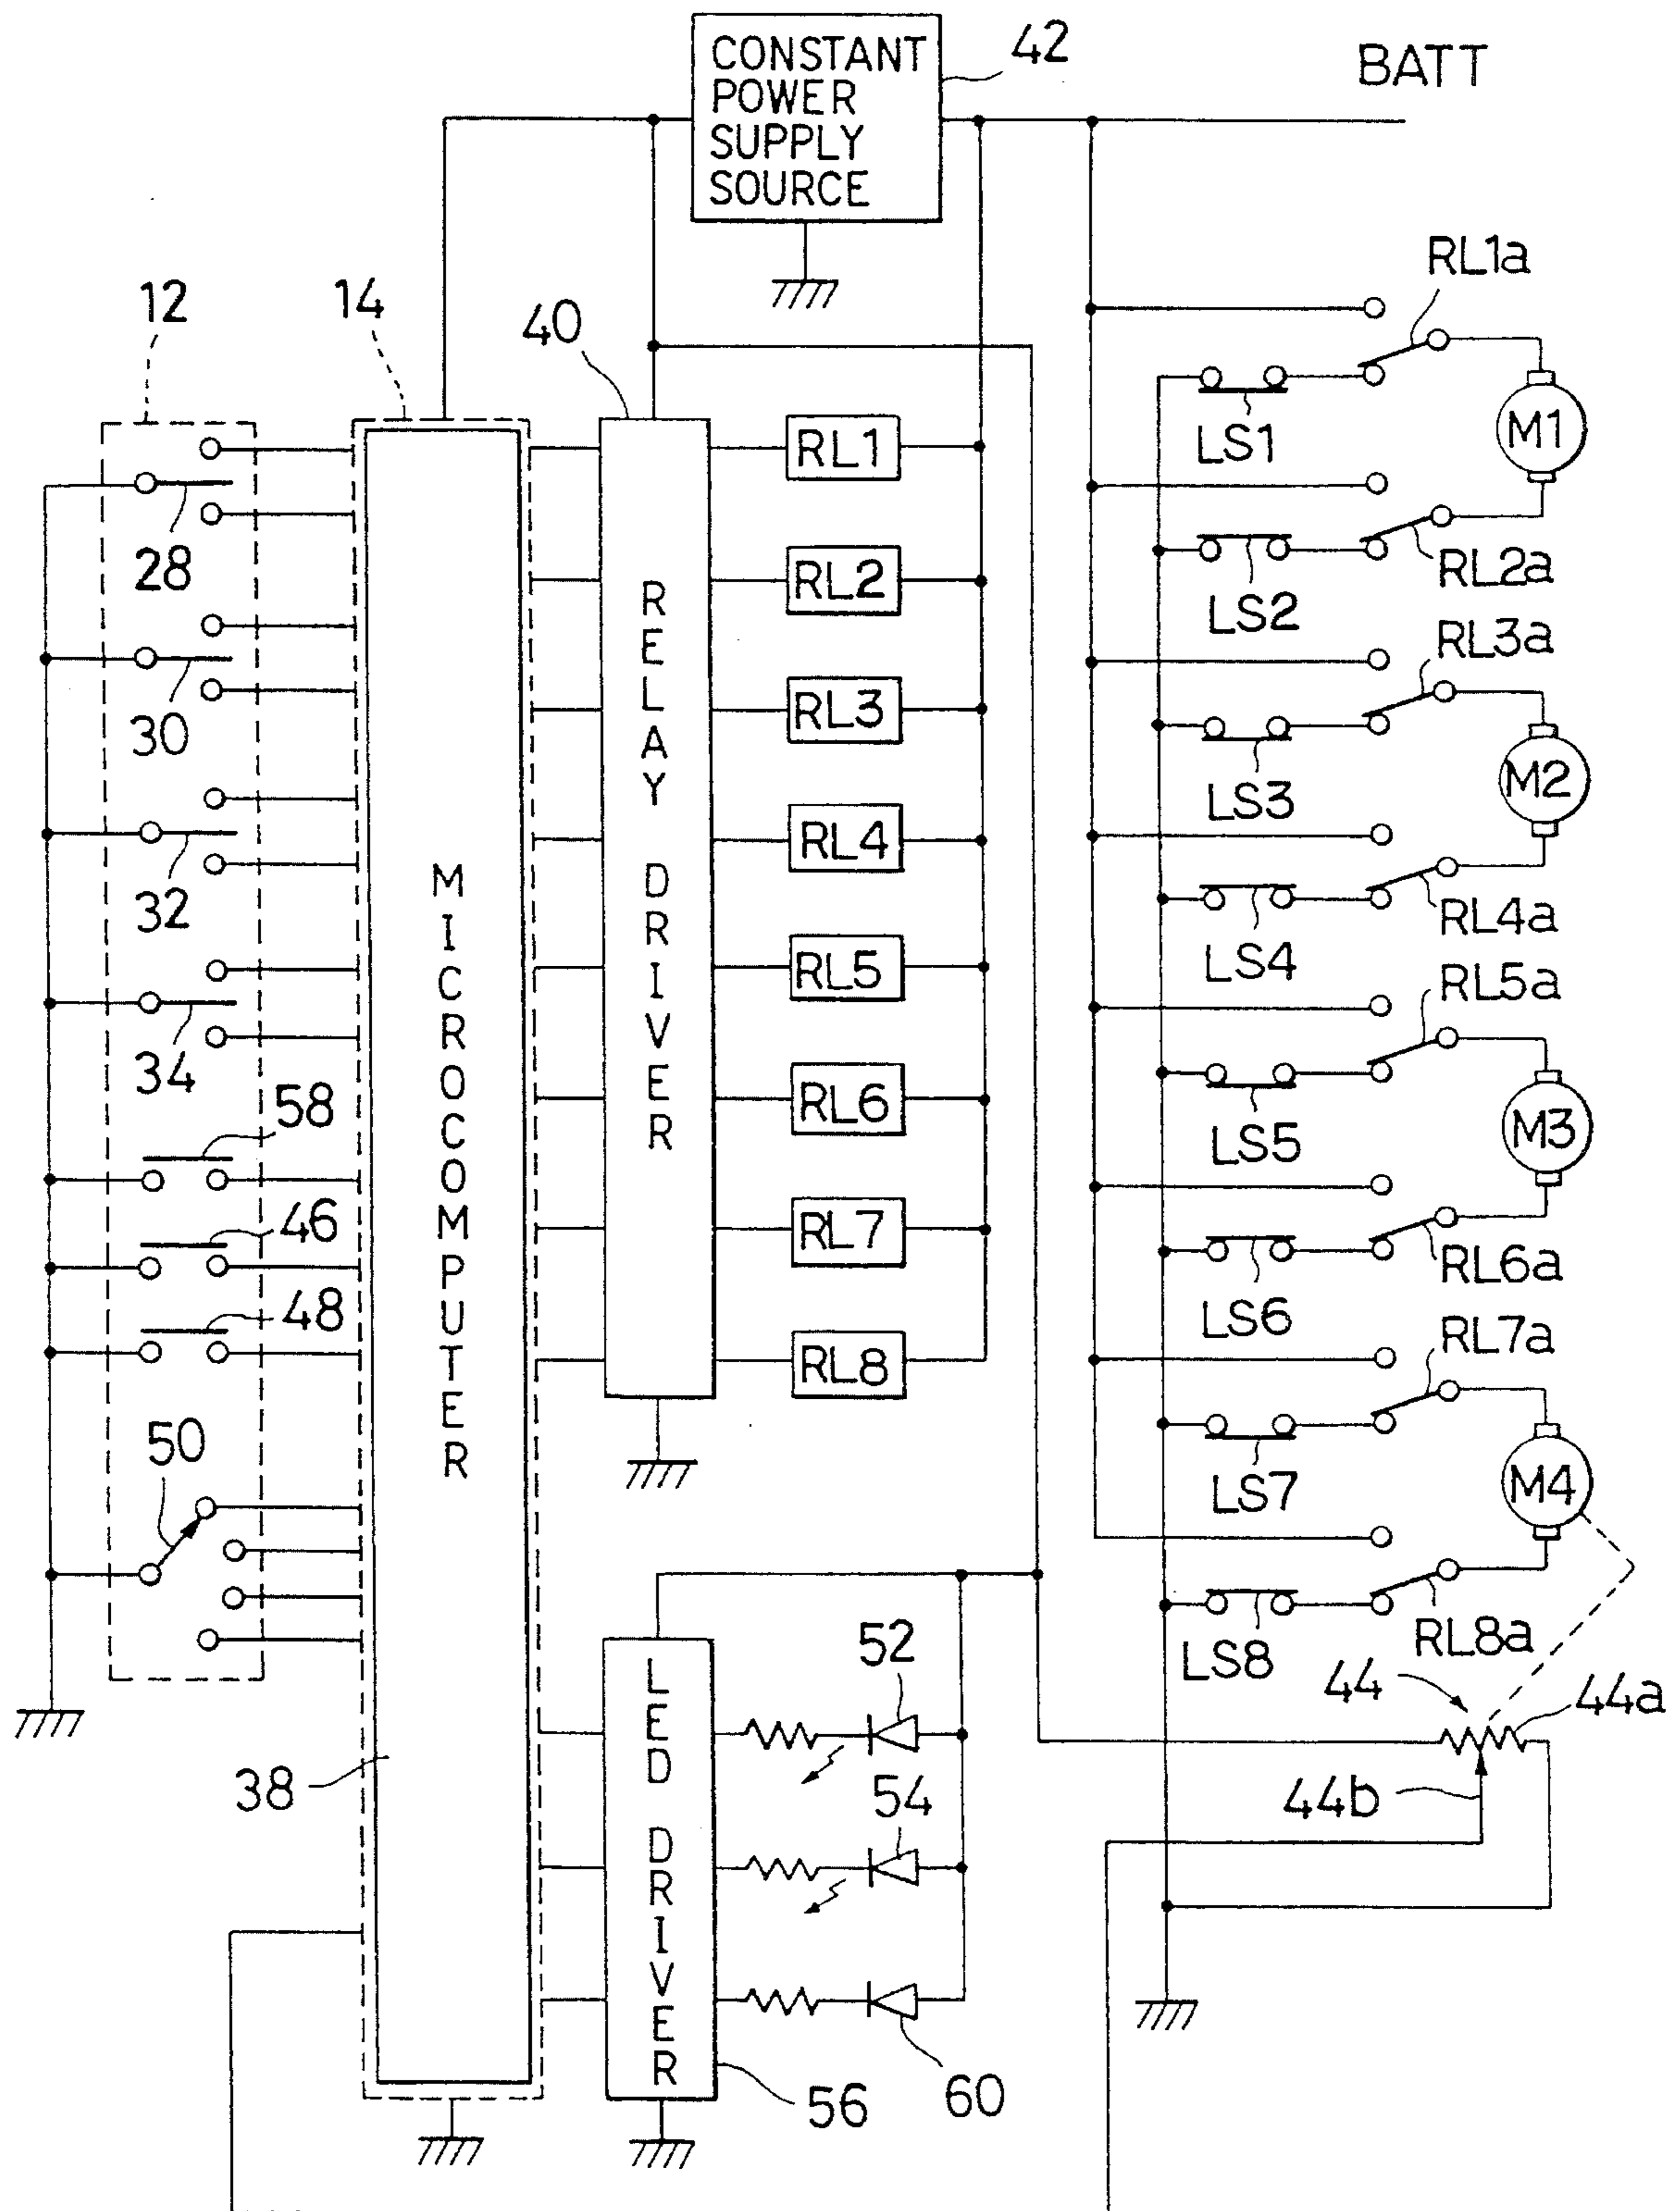 CONSTANT
POWER
SUPPLY
SOURCE
42
BATT
12
14
40
RL1a
28
30
32
34
58
46
48
50
MICROCOMPUTER
38
RELAY DRIVER
RL1
RL2
RL3
RL4
RL5
RL6
RL7
RL8
LS1
M1
RL2a
LS2
RL3a
LS3
M2
RL4a
LS4
RL5a
LS5
M3
RL6a
LS6
RL7a
LS7
M4
RL8a
LS8
44
44a
44b
LED DRIVER
52
54
60
56